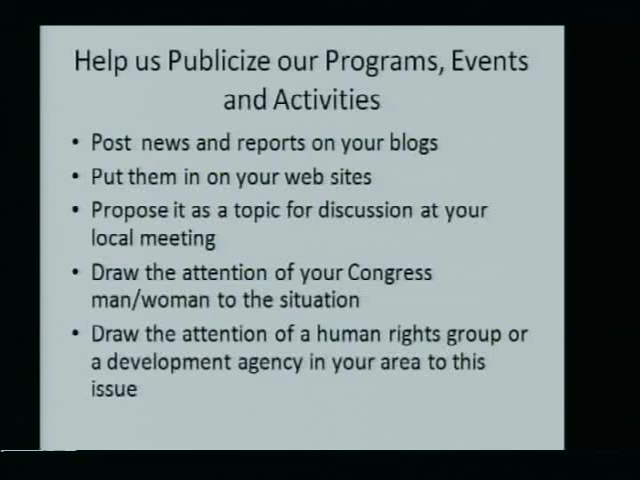 Help us Publicize our Programs, Events
and Activities
• Post news and reports on your blogs
• Put them in on your web sites
• Propose it as a topic for discussion at your
local meeting
• Draw the attention of your Congress
man/woman to the situation
• Draw the attention of a human rights group or
a development agency in your area to this
issue